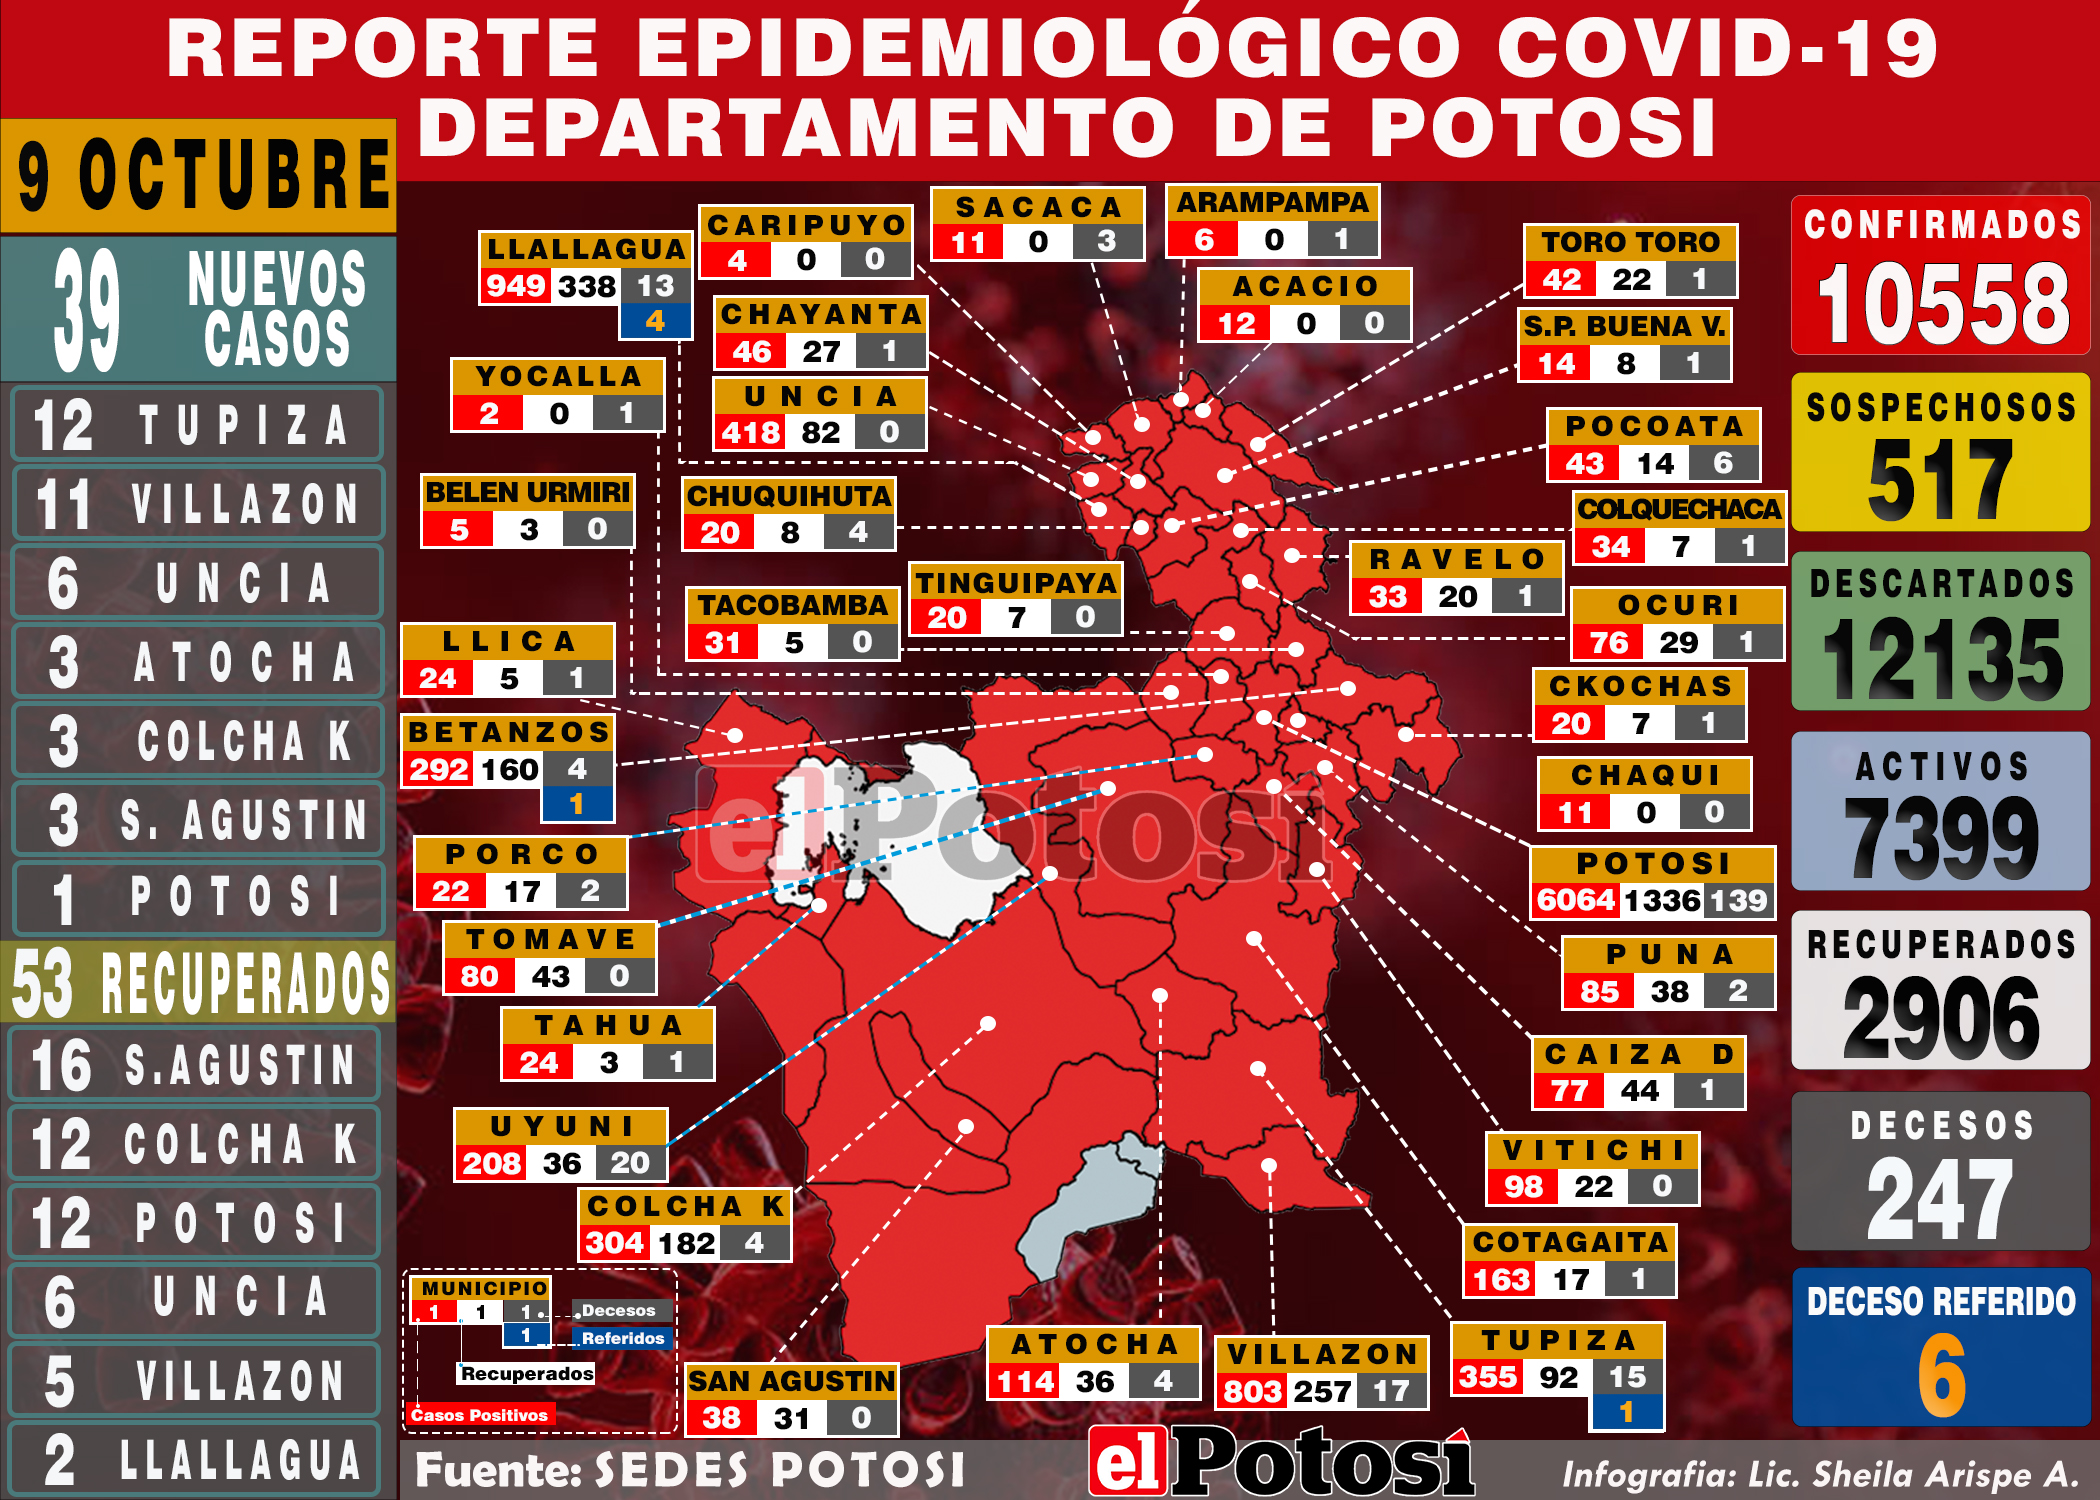 REPORTE EPIDEMIOLÓGICO COVID-19
DEPARTAMENTO DE POTOSI
9 OCTUBRE
39 NUEVOS CASOS
12 TUPIZA
11 VILLAZON
6 UNCIA
3 ATOCHA
3 COLCHA K
3 S. AGUSTIN
1 POTOSI
53 RECUPERADOS
16 S.AGUSTIN
12 COLCHA K
12 POTOSI
6 UNCIA
5 VILLAZON
2 LLALLAGUA
LLALLAGUA
949 338 13
4
CARIPUYO
4 0 0
SACACA
11 0 3
ARAMPAMPA
6 0 1
ACACIO
12 0 0
TORO TORO
42 22 1
CHAYANTA
46 27 1
S.P. BUENA V.
14 8 1
YOCALLA
2 0 1
UNCIA
418 82 0
POCOATA
43 14 6
BELEN URMIRI
5 3 0
CHUQUIHUTA
20 8 4
COLQUECHACA
34 7 1
RAVELO
33 20 1
TINGUIPAYA
20 7 0
TACOBAMBA
31 5 0
OCURI
76 29 1
LLICA
24 5 1
CKOCHAS
20 7 1
BETANZOS
292 160 4
1
CHAQUI
11 0 0
PORCO
22 17 2
POTOSI
6064 1336 139
TOMAVE
80 43 0
PUNA
85 38 2
TAHUA
24 3 1
CAIZA D
77 44 1
UYUNI
208 36 20
VITICHI
98 22 0
COLCHA K
304 182 4
COTAGAITA
163 17 1
SAN AGUSTIN
38 31 0
ATOCHA
114 36 4
VILLAZON
803 257 17
TUPIZA
355 92 15
1
el Potosí
MUNICIPIO
1 1 1 Decesos
1 Referidos
Recuperados
Casos Positivos
CONFIRMADOS
10558
SOSPECHOSOS
517
DESCARTADOS
12135
ACTIVOS
7399
RECUPERADOS
2906
DECESOS
247
DECESO REFERIDO
6
Fuente: SEDES POTOSI
el Potosí
Infografia: Lic. Sheila Arispe A.